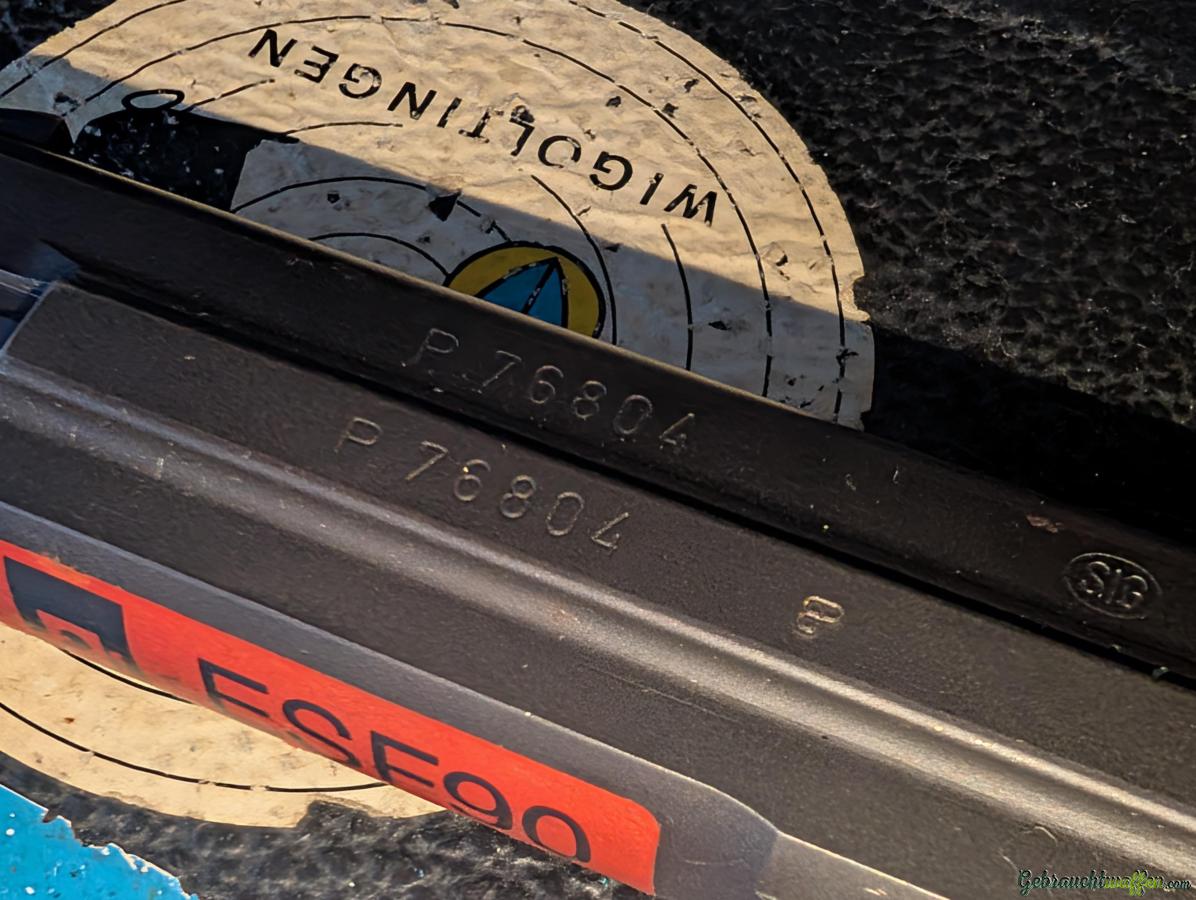 WIGOLTINGEN
P 76804
P 76804
P
SIG
ESE90
Gebrauchtwaffen.com